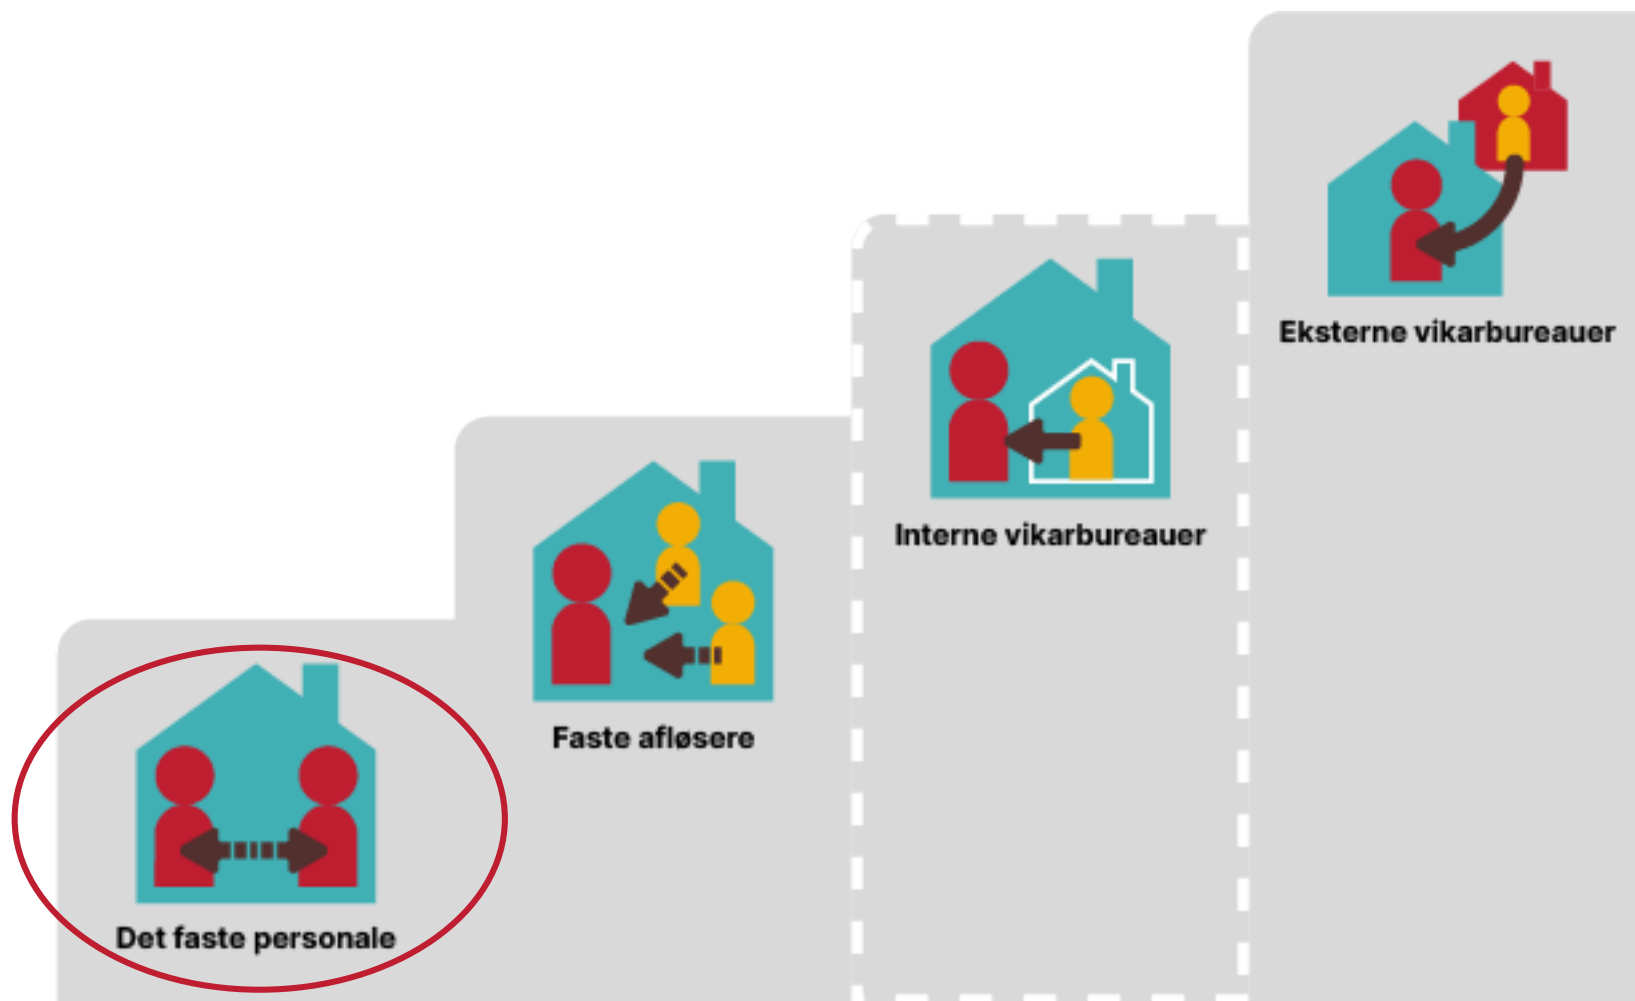 Eksterne vikarbureauer
Interne vikarbureauer
Faste afløsere
Det faste personale